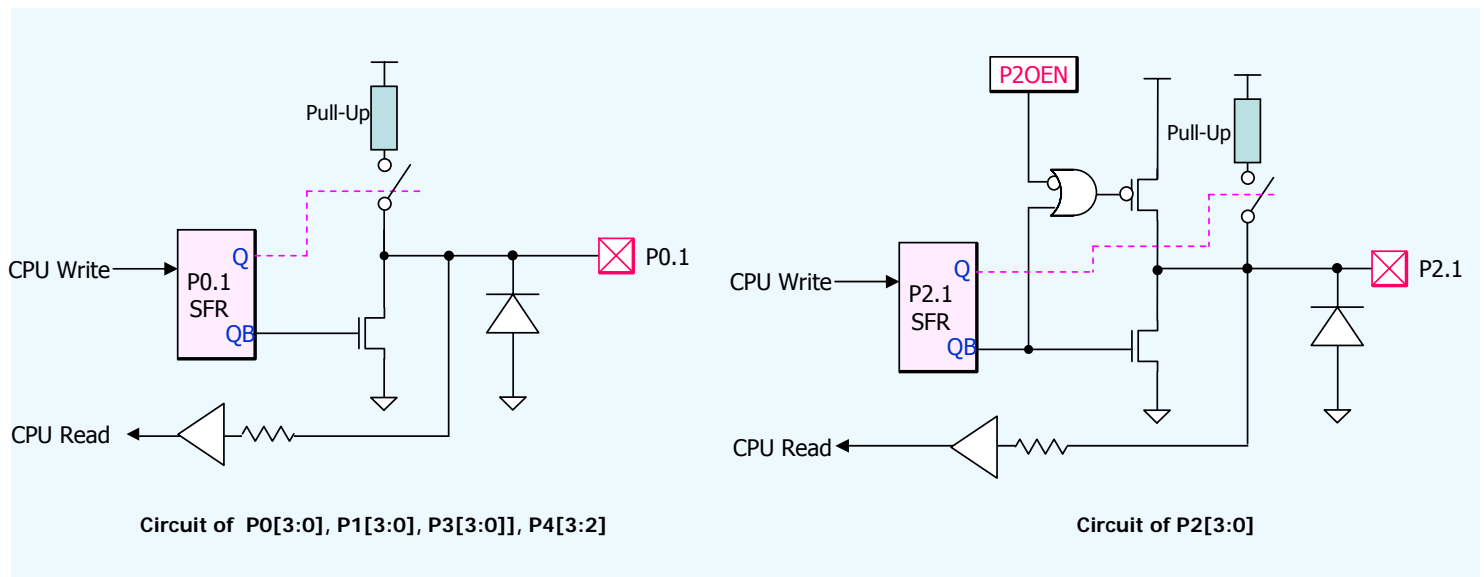 Pull-Up
CPU Write
Q
P0.1
SFR
QB
P0.1
CPU Read
Circuit of P0[3:0], P1[3:0], P3[3:0]], P4[3:2]
P2OEN
Pull-Up
CPU Write
Q
P2.1
SFR
QB
P2.1
CPU Read
Circuit of P2[3:0]